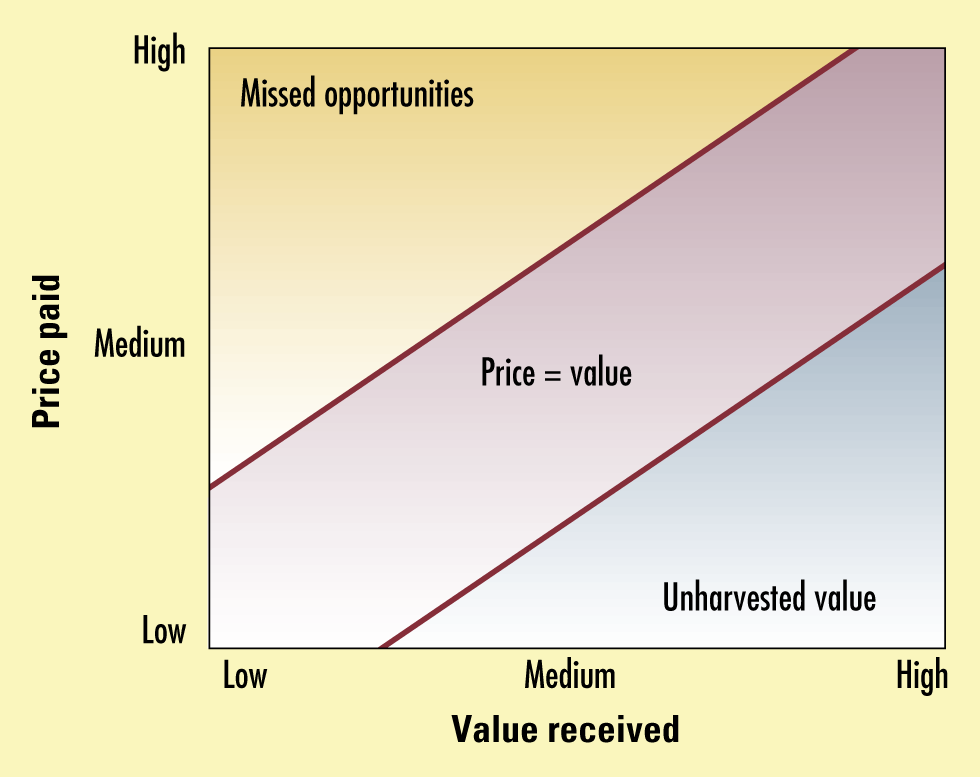 High
Missed opportunities
Price paid
Medium
Price = value
Unharvested value
Low
Low Medium High
Value received